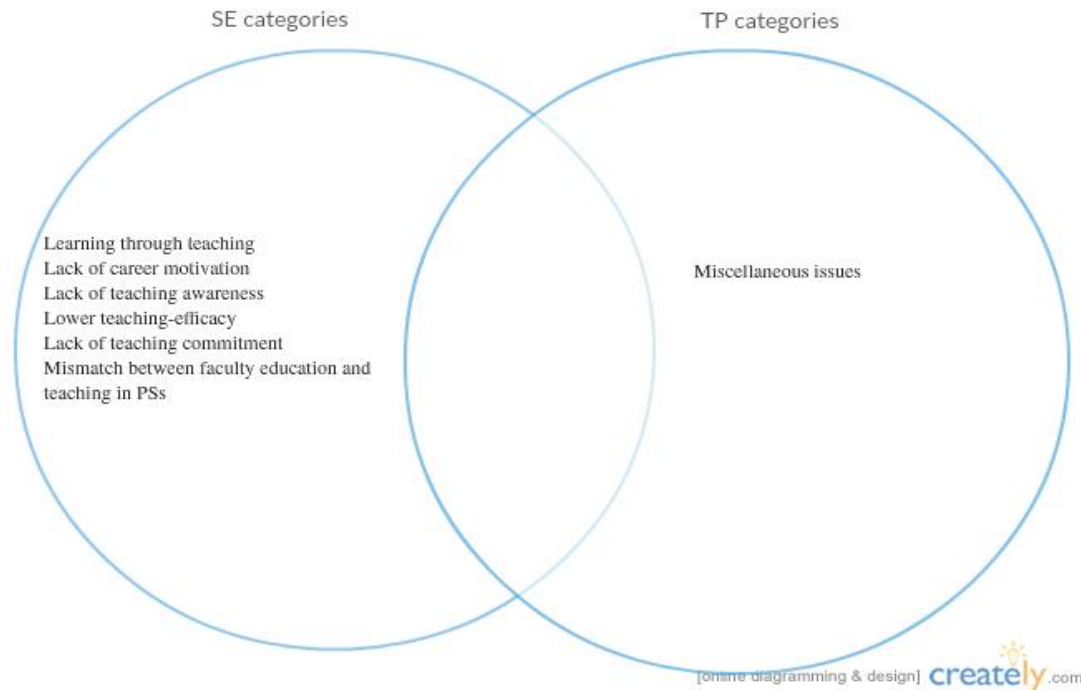 SE categories
TP categories
Learning through teaching
Lack of career motivation
Lack of teaching awareness
Lower teaching-efficacy
Lack of teaching commitment
Mismatch between faculty education and
teaching in PSs
Miscellaneous issues
[online diagramming & design] creately.com